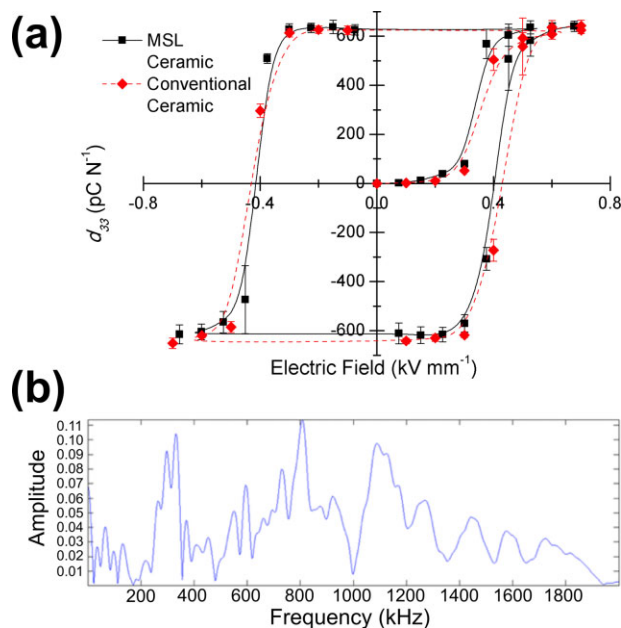 (a)
MSL
Ceramic
Conventional
Ceramic
600
400
200
0
-200
-400
-600
-0.8 -0.4 0.0 0.4 0.8
d33 (pC N-1)
Electric Field (kV mm-1)
(b)
0.11
0.10
0.09
0.08
0.07
0.06
0.05
0.04
0.03
0.02
0.01
Amplitude
200 400 600 800 1000 1200 1400 1600 1800
Frequency (kHz)